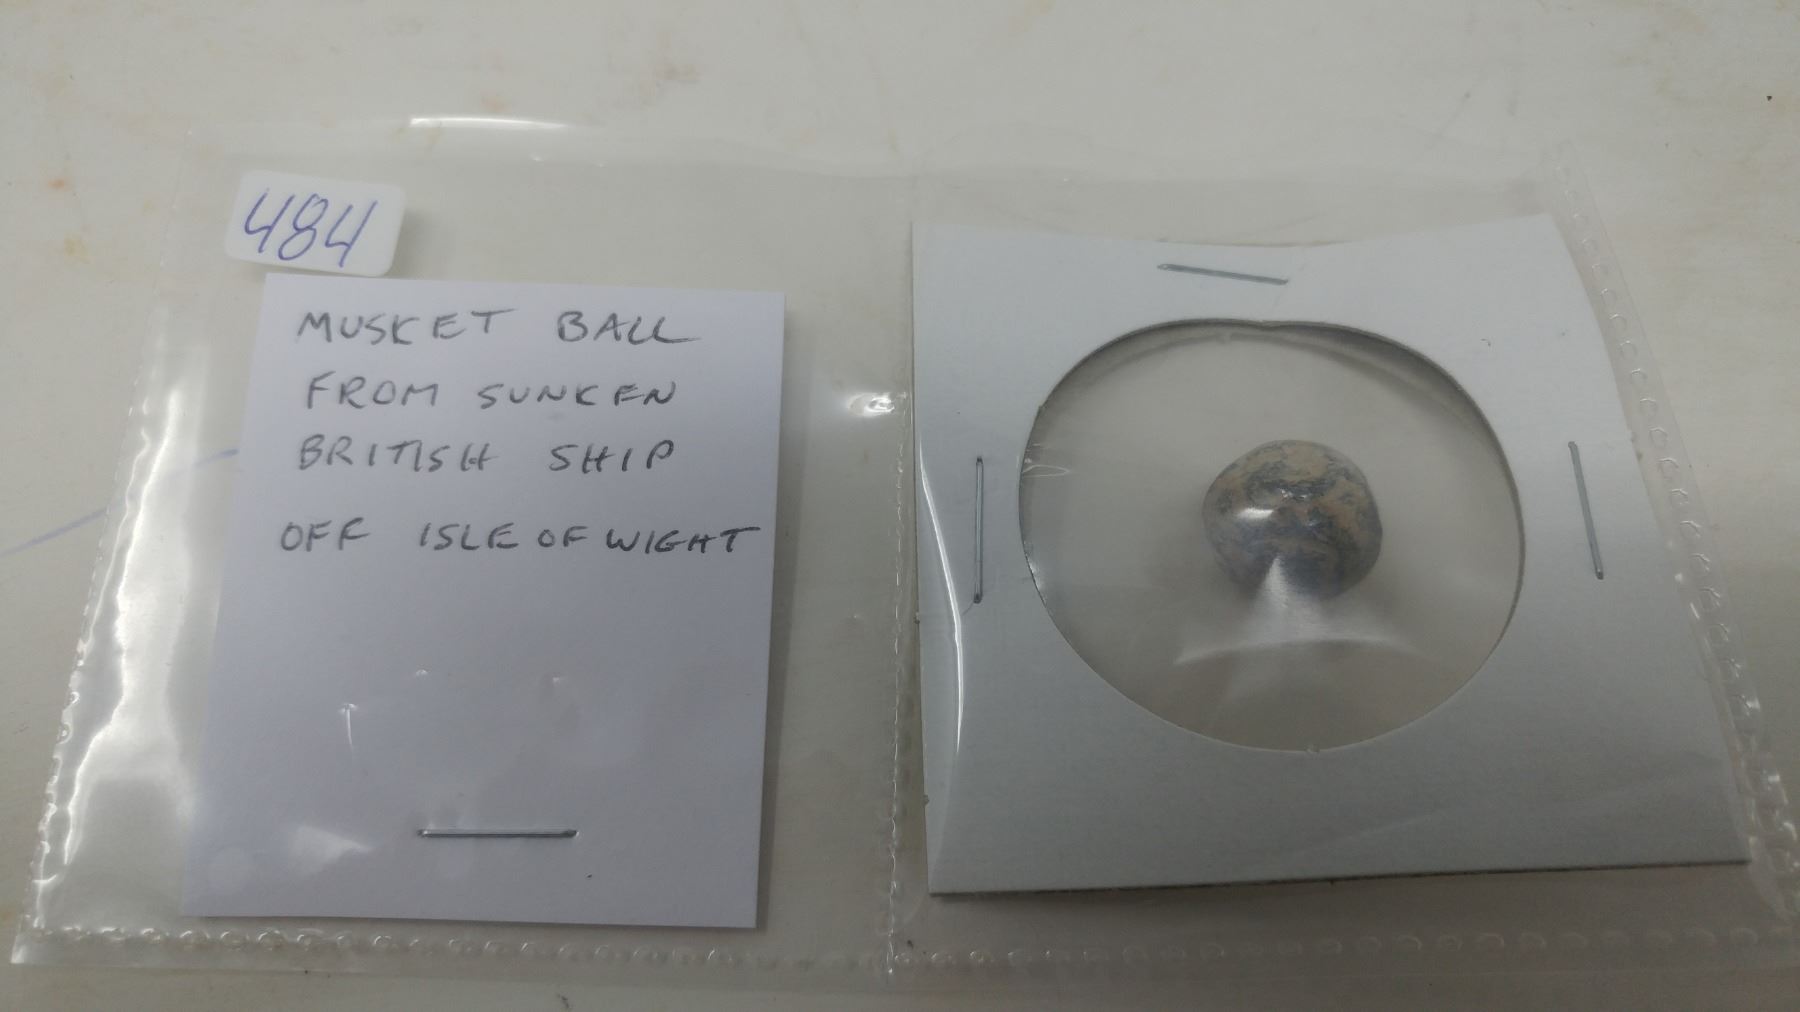 484
MUSKET BALL
FROM SUNKEN
BRITISH SHIP
OFF ISLE OF WIGHT